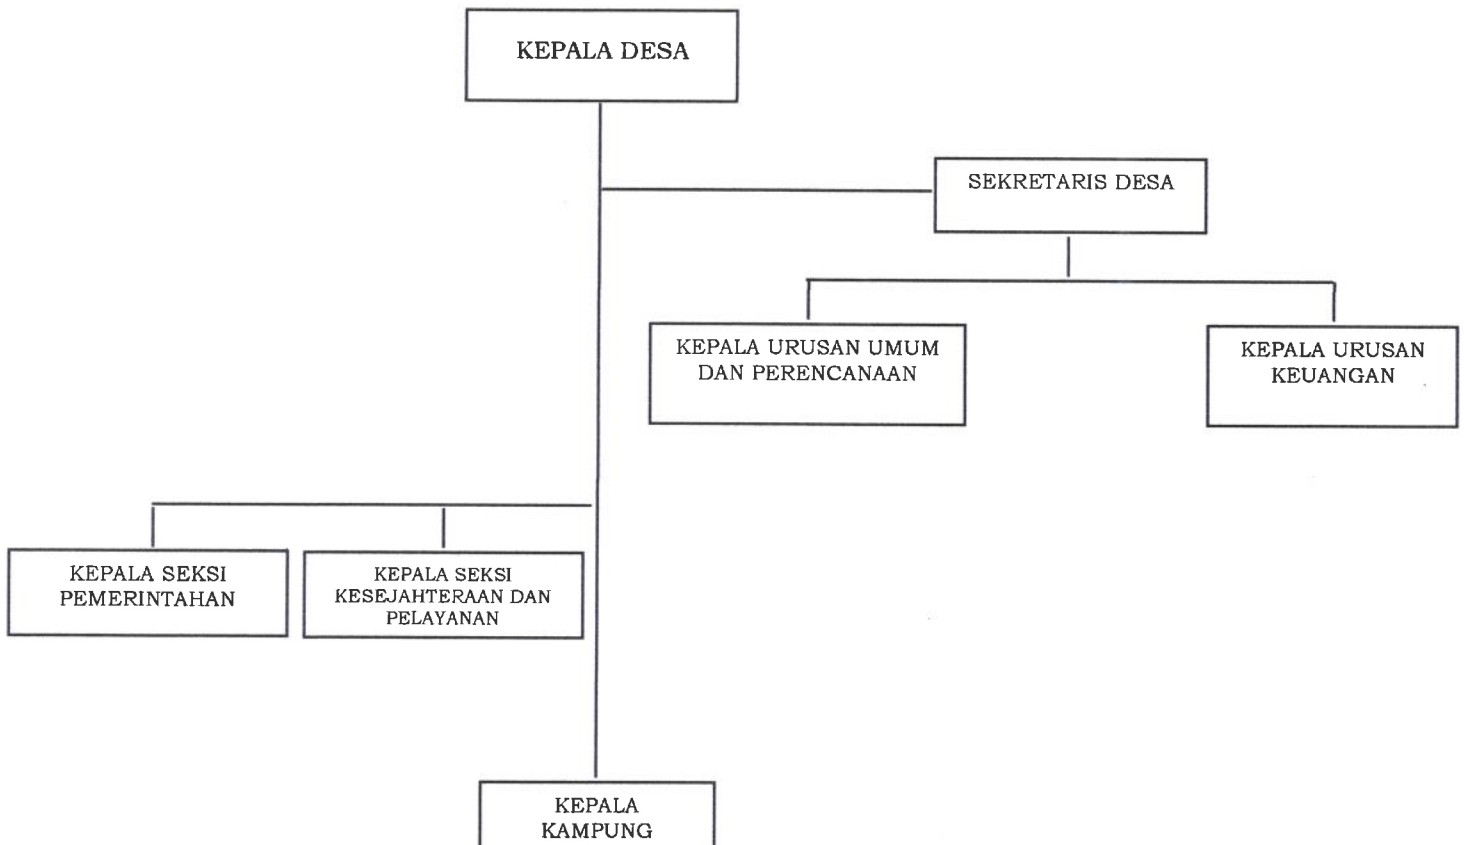 KEPALA DESA
SEKRETARIS DESA
KEPALA URUSAN UMUM
DAN PERENCANAAN
KEPALA URUSAN
KEUANGAN
KEPALA SEKSI
PEMERINTAHAN
KEPALA SEKSI
KESEJAHTERAAN DAN
PELAYANAN
KEPALA
KAMPUNG